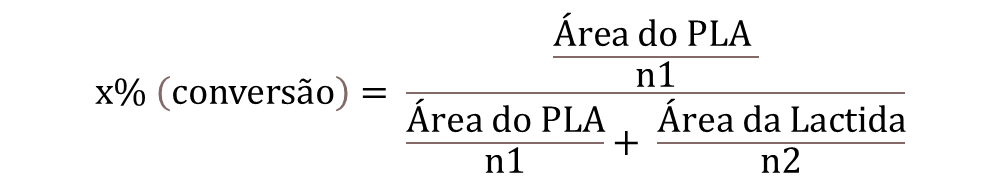 Área do PLA
n1
x% (conversão) =
Área do PLA + Área da Lactida
n1 n2